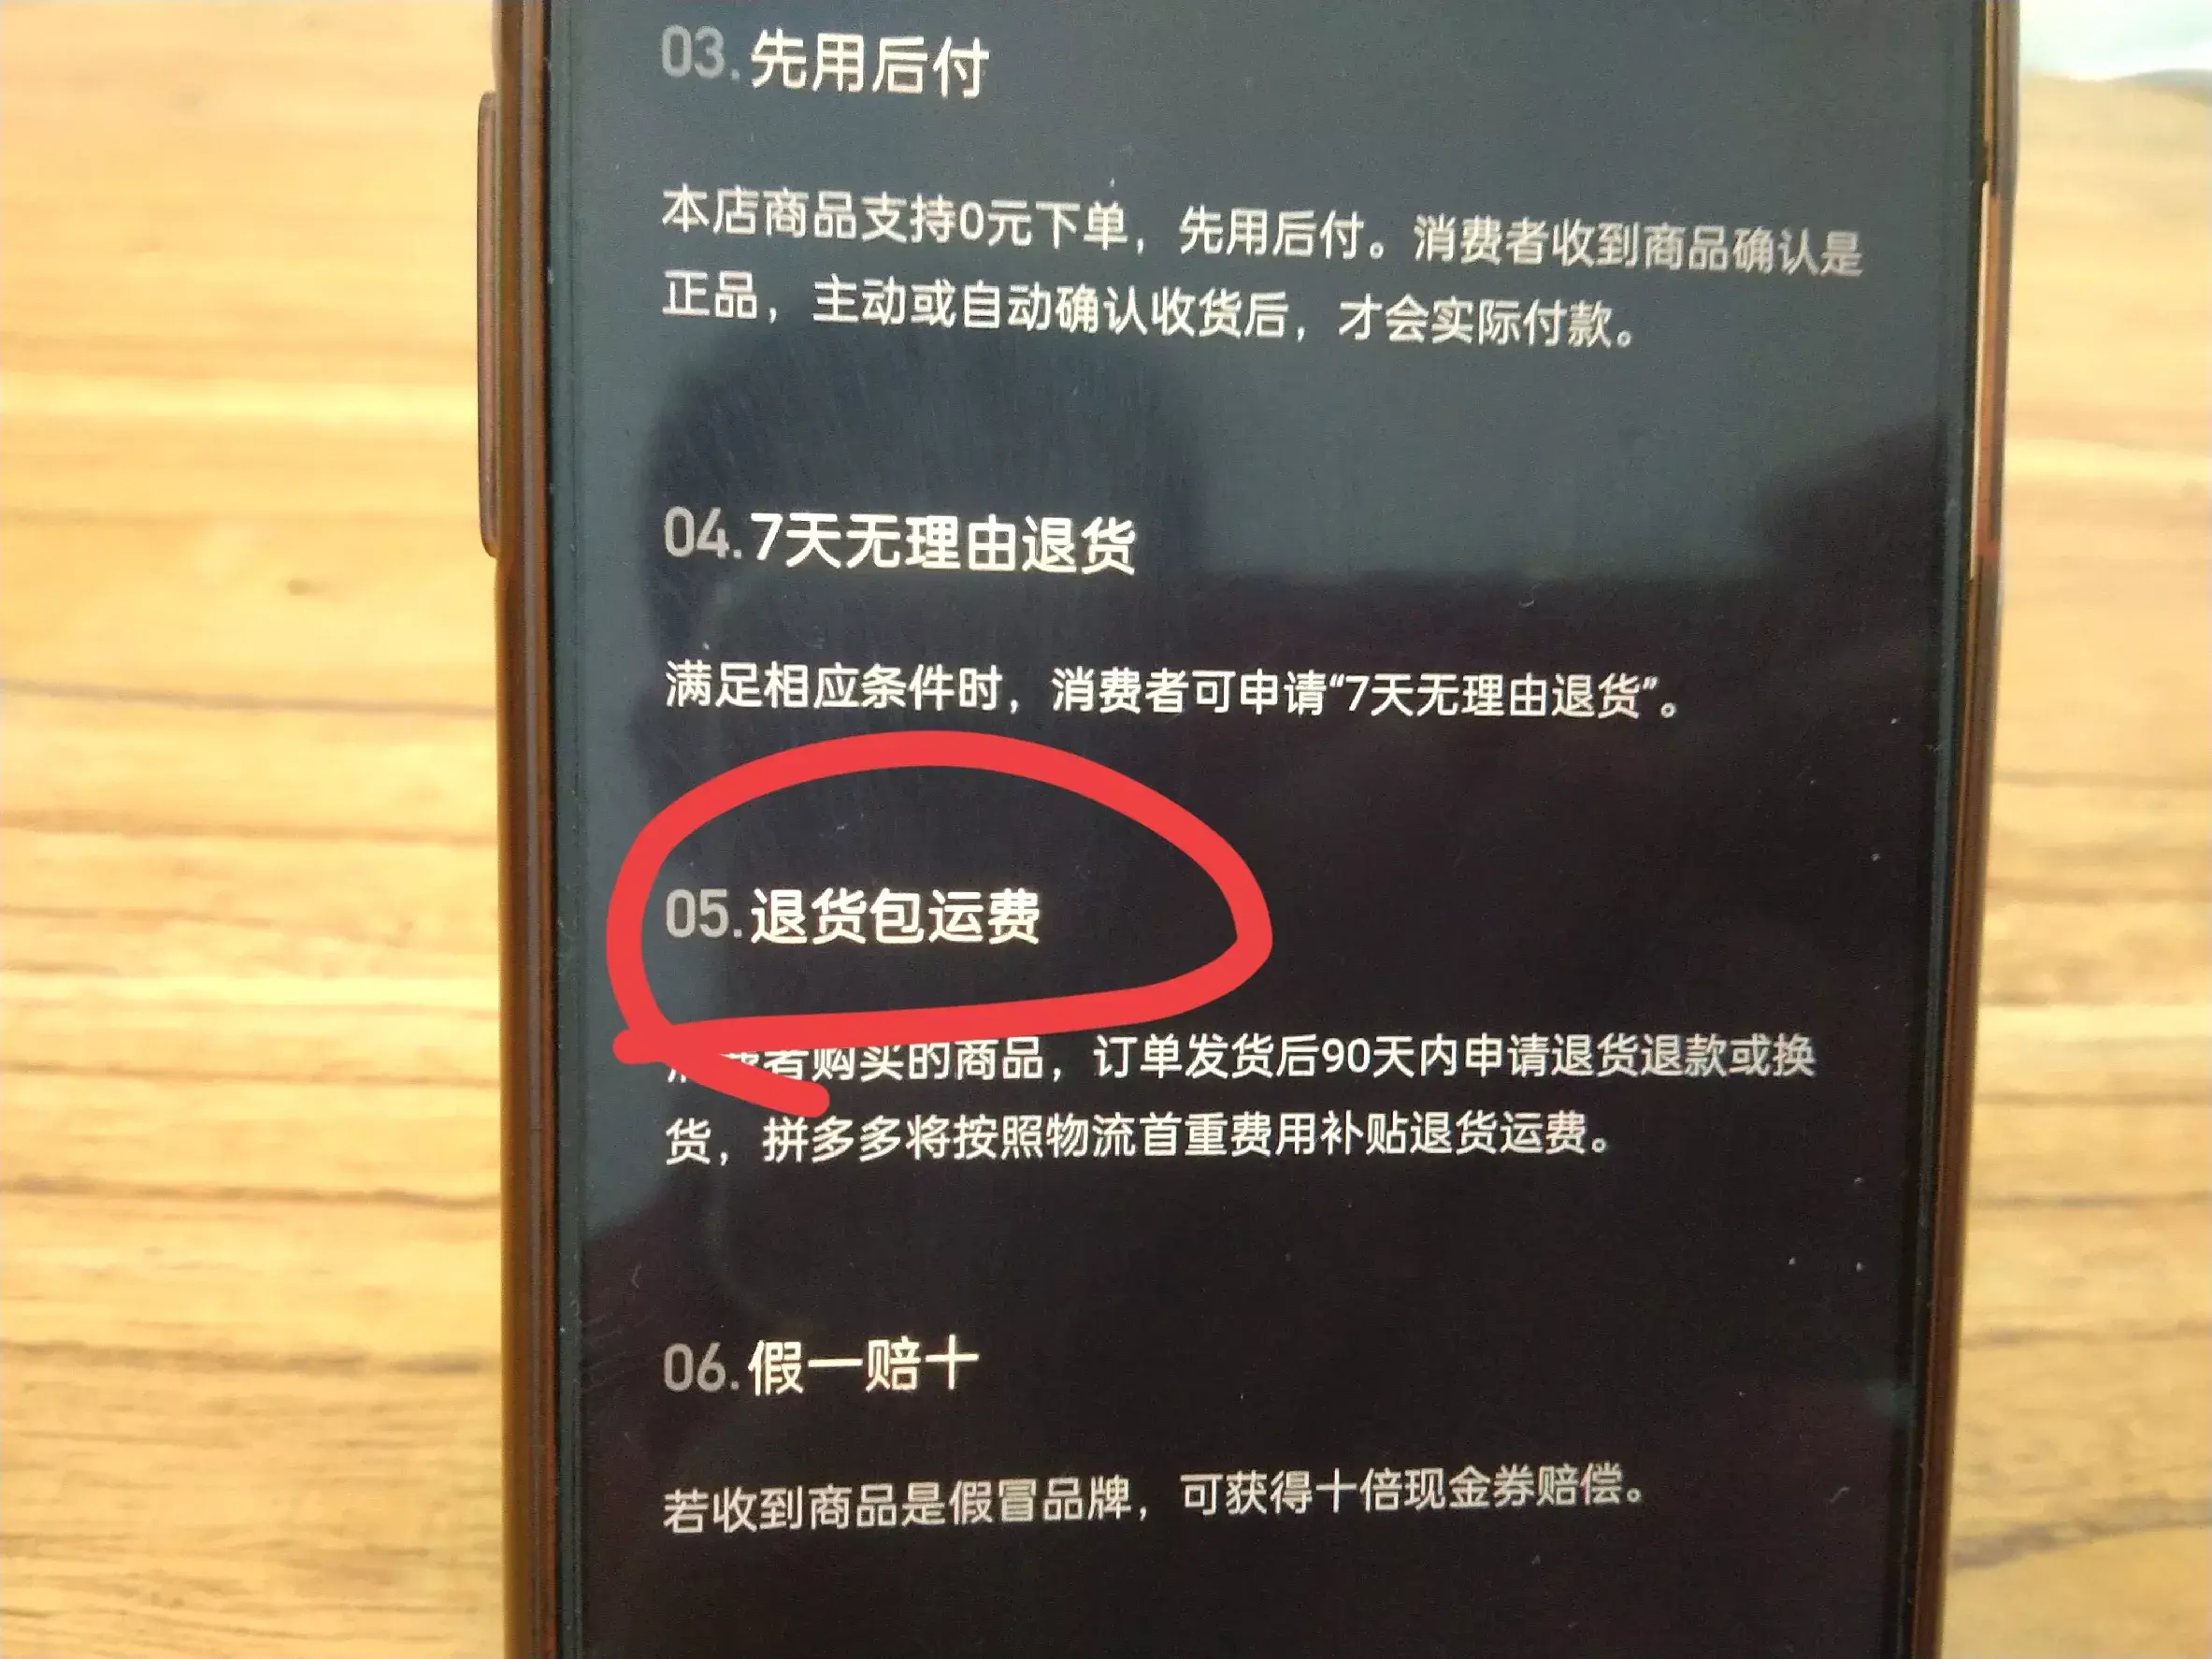 03.先用后付
本店商品支持0元下单，先用后付。消费者收到商品确认是
正品，主动或自动确认收货后，才会实际付款。
04.7天无理由退货
满足相应条件时，消费者可申请“7天无理由退货”。
05.退货包运费
消费者购买的商品，订单发货后90天内申请退货退款或换
货，拼多多将按照物流首重费用补贴退货运费。
06.假一赔十
若收到商品是假冒品牌，可获得十倍现金券赔偿。